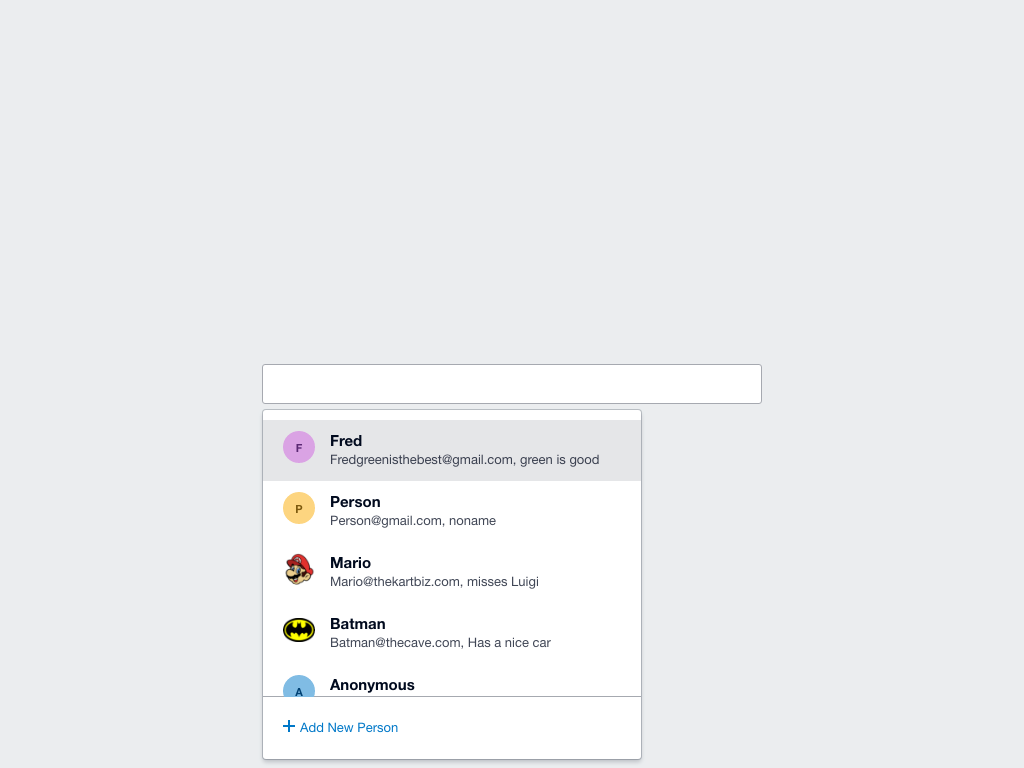 F
Fred
Fredgreenisthebest@gmail.com, green is good
P
Person
Person@gmail.com, noname
Mario
Mario@thekartbiz.com, misses Luigi
Batman
Batman@thecave.com, Has a nice car
A
Anonymous
Add New Person